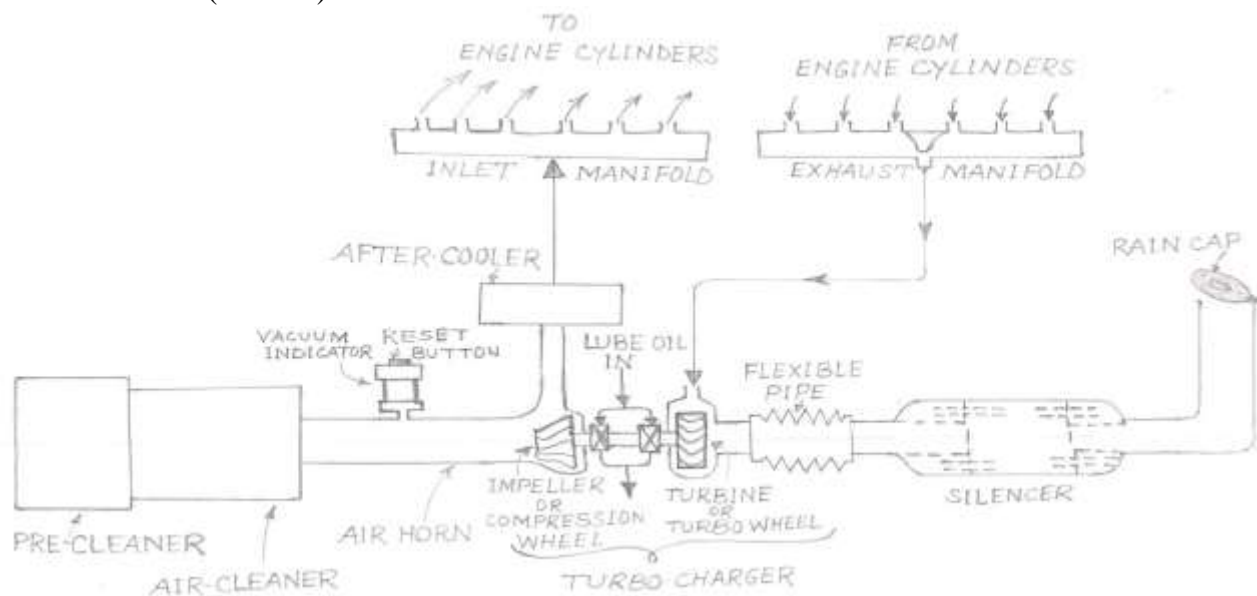 TO
ENGINE CYLINDERS
FROM
ENGINE CYLINDERS
INLET MANIFOLD
EXHAUST MANIFOLD
AFTER-COOLER
RAIN CAP
VACUUM
INDICATOR
RESET
BUTTON
LUBE OIL
IN
FLEXIBLE
PIPE
IMPELLER
OR
COMPRESSION
WHEEL
TURBINE
OR
TURBO WHEEL
SILENCER
AIR HORN
PRE-CLEANER
AIR-CLEANER
TURBO CHARGER